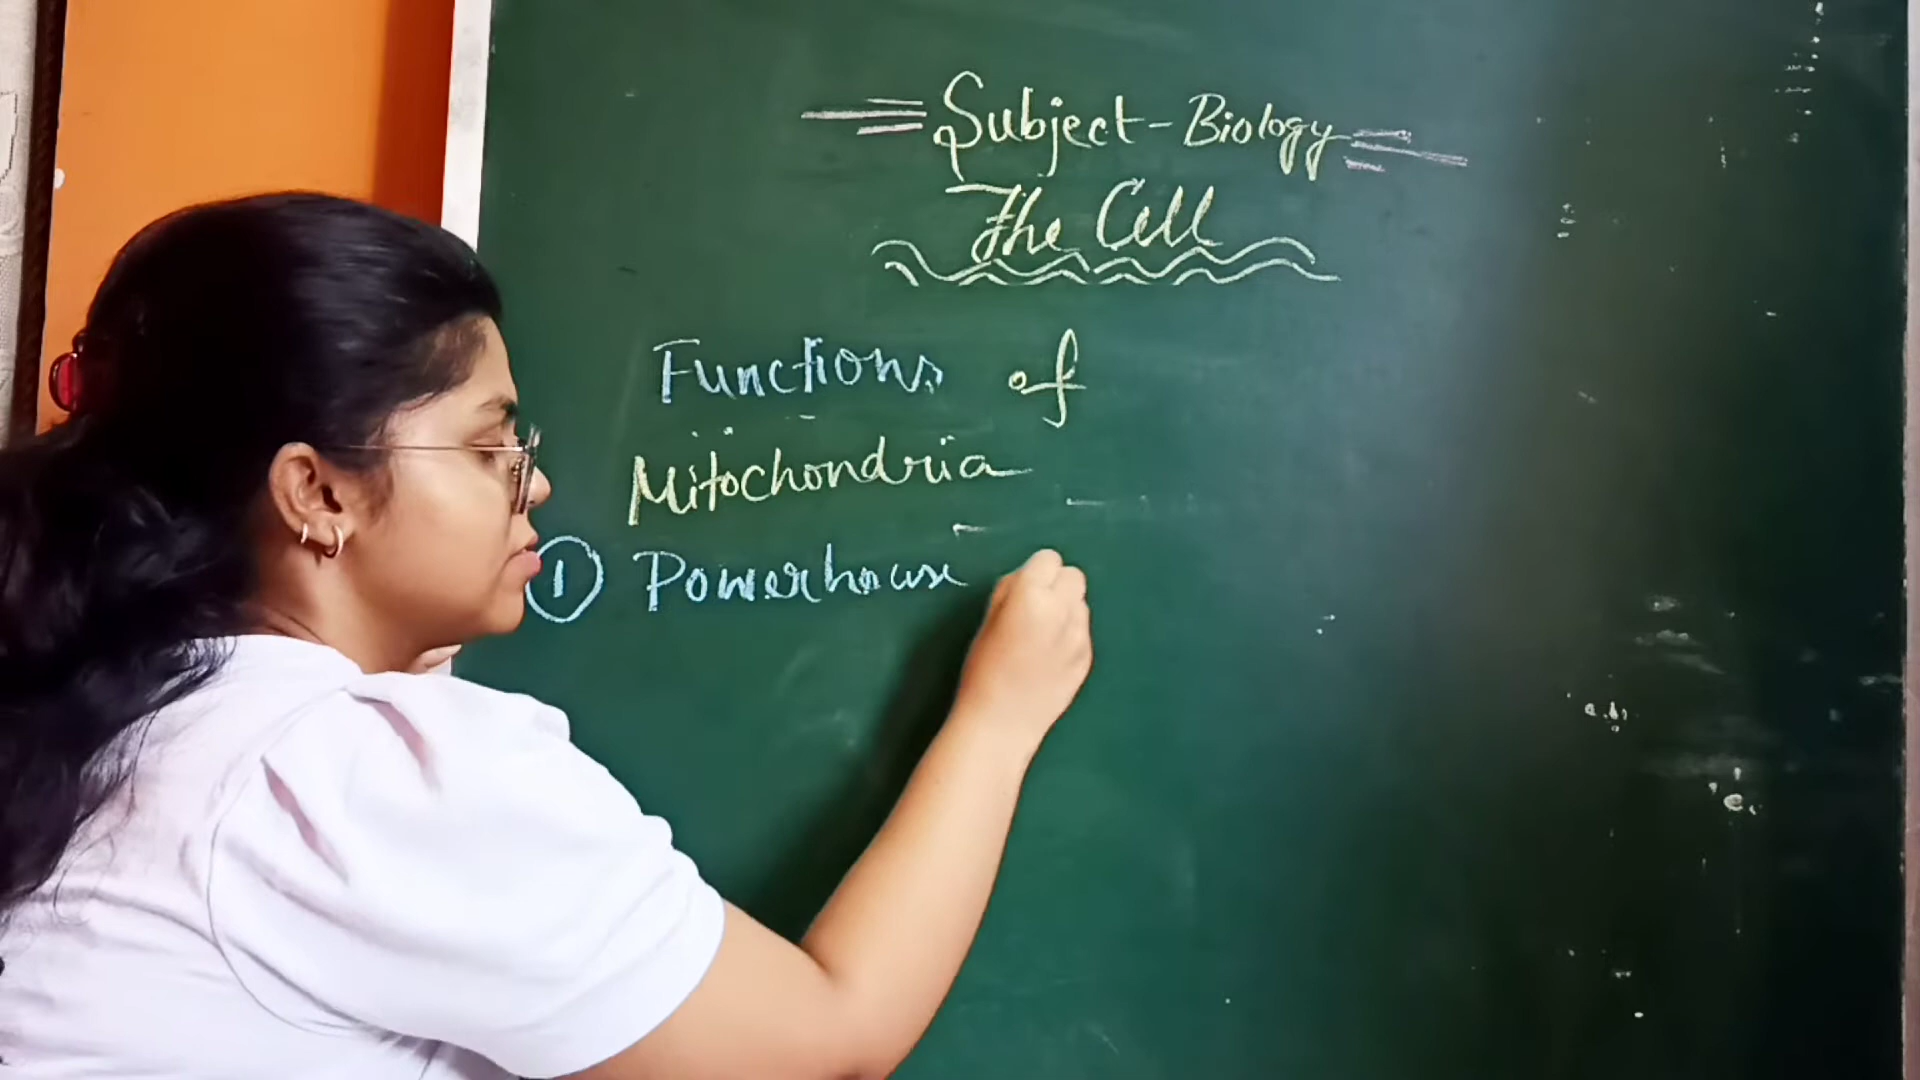 Subject-Biology
The Cell
Functions of
Mitochondria
① Powerhouse